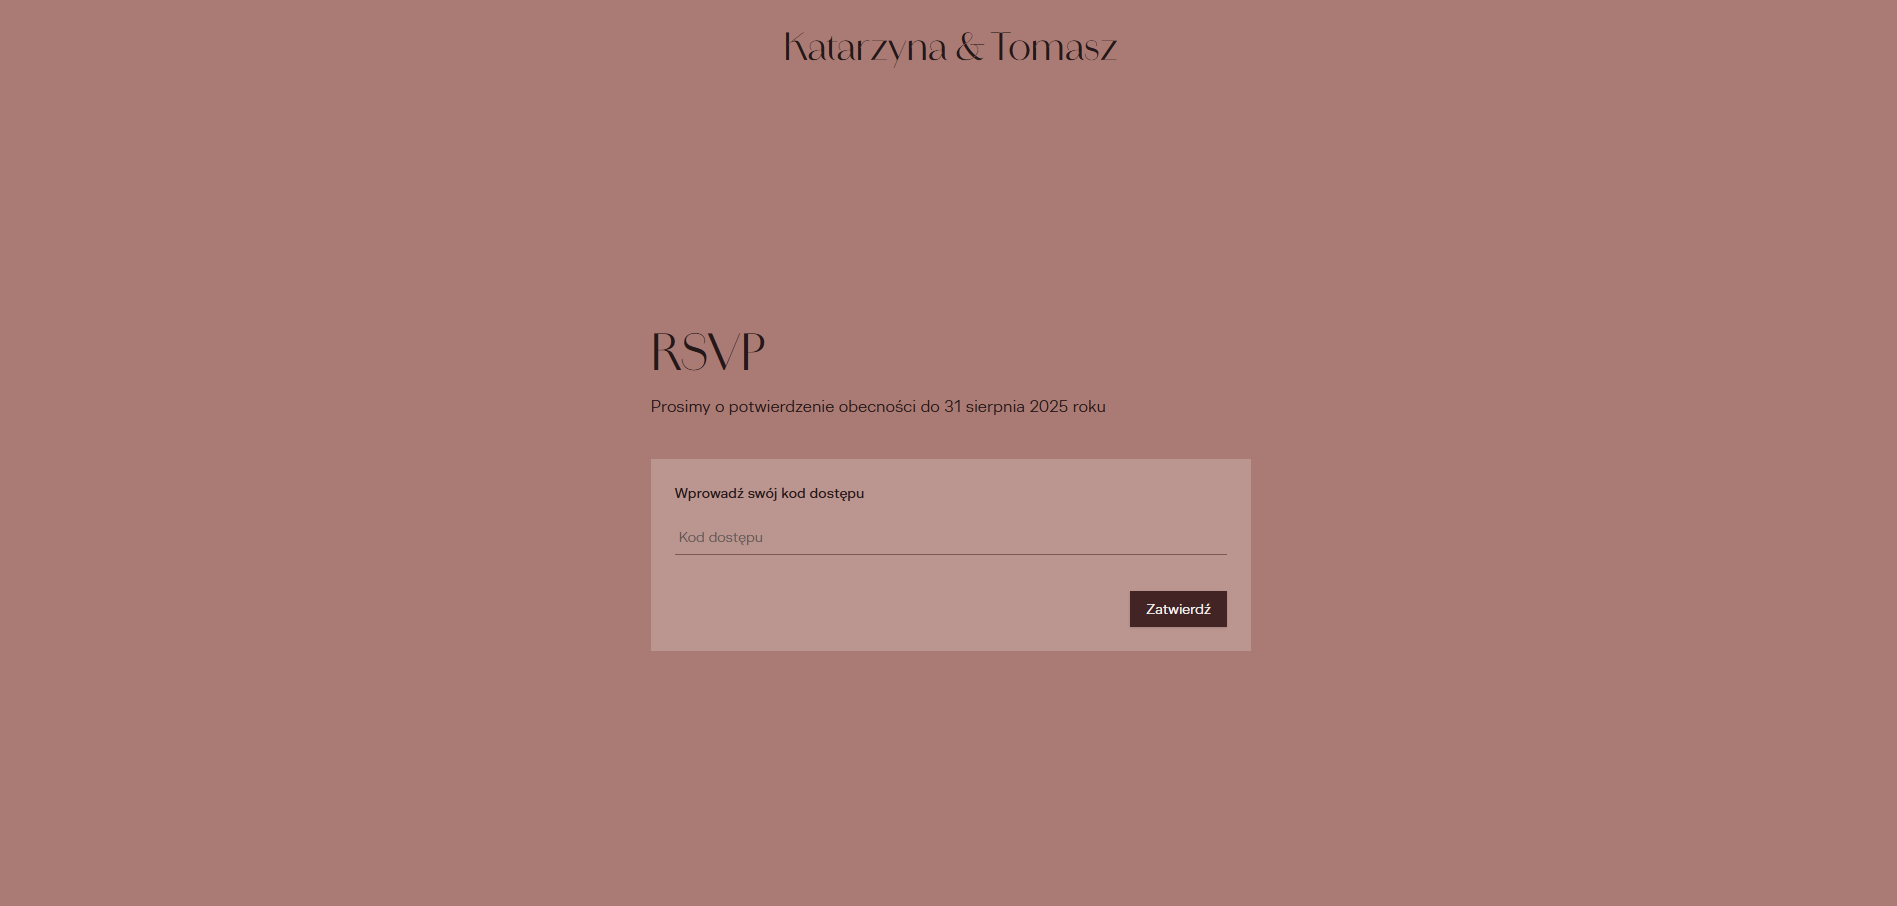 Katarzyna & Tomasz
RSVP
Prosimy o potwierdzenie obecności do 31 sierpnia 2025 roku
Wprowadź swój kod dostępu
Kod dostępu
Zatwierdź